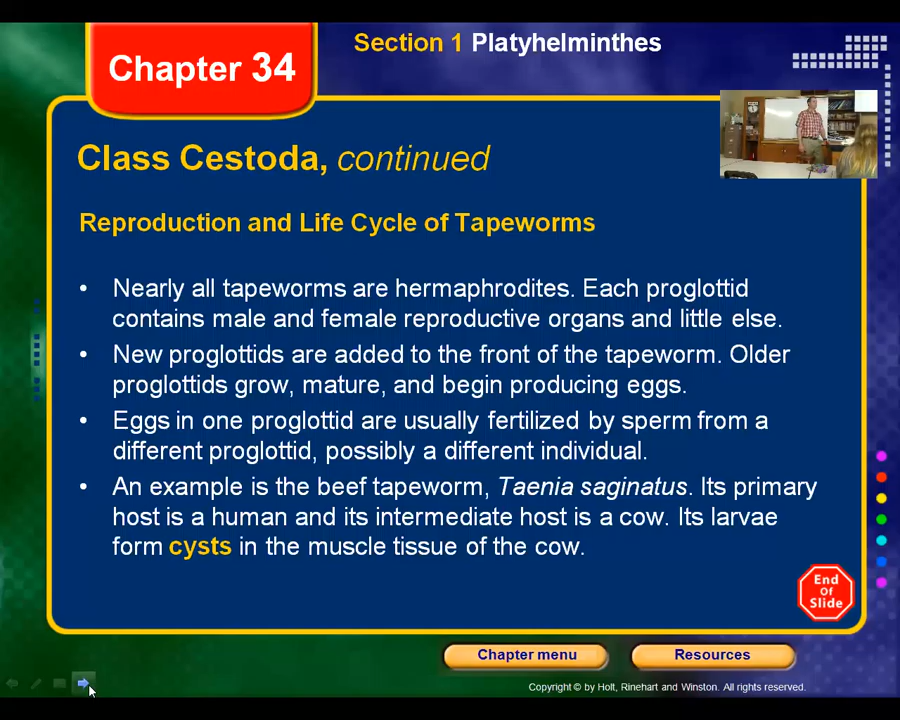 Chapter 34
Section 1 Platyhelminthes
Class Cestoda, continued
Reproduction and Life Cycle of Tapeworms
• Nearly all tapeworms are hermaphrodites. Each proglottid
contains male and female reproductive organs and little else.
• New proglottids are added to the front of the tapeworm. Older
proglottids grow, mature, and begin producing eggs.
• Eggs in one proglottid are usually fertilized by sperm from a
different proglottid, possibly a different individual.
• An example is the beef tapeworm, Taenia saginatus. Its primary
host is a human and its intermediate host is a cow. Its larvae
form cysts in the muscle tissue of the cow.
End
Of
Slide
Chapter menu
Resources
Copyright © by Holt, Rinehart and Winston. All rights reserved.